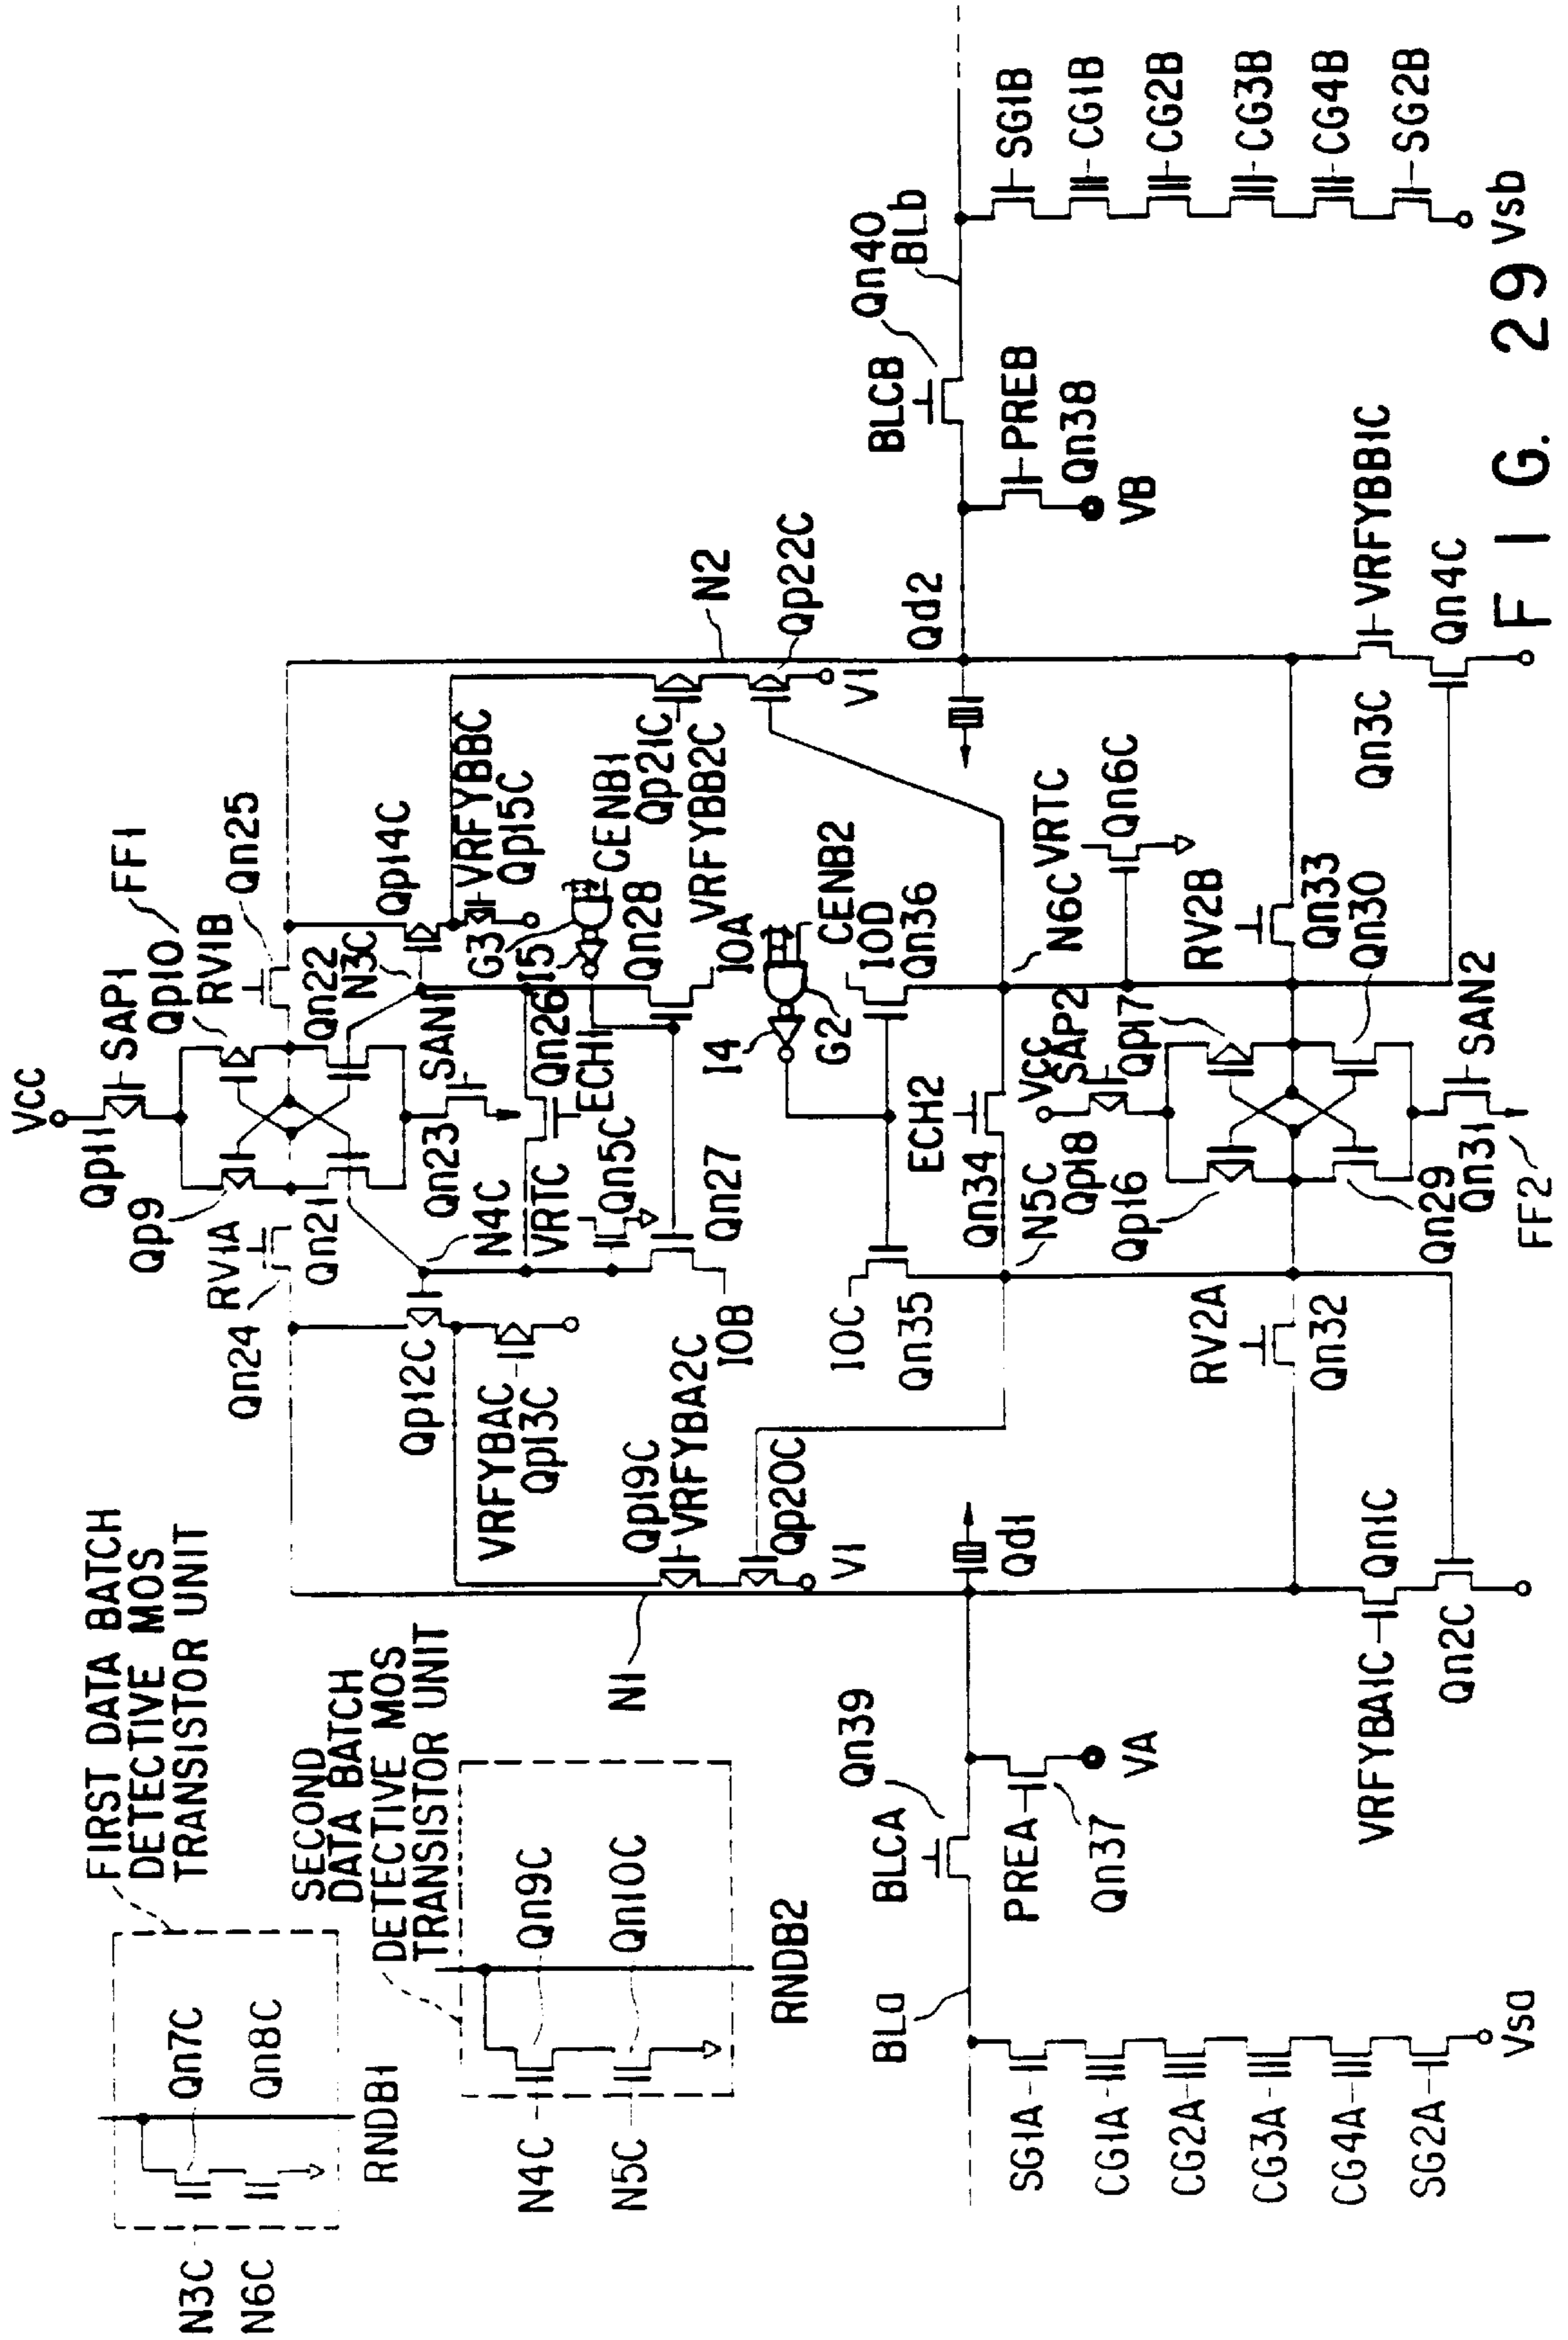 FIRST DATA BATCH
DETECTIVE MOS
TRANSISTOR UNIT
Qn7C
Qn8C
N3C
N6C
RNDB1
SECOND
DATA BATCH
DETECTIVE MOS
TRANSISTOR UNIT
Qn9C
Qn10C
N4C
N5C
RNDB2
VCC
Qp11
SAP1
FF1
Qp9
Qp10
RV1A
RV1B
Qn24
Qn25
Qn21
Qn22
N3C
Qn23
SAN1
N4C
Qp12C
Qp14C
VRFYBAC
Qp13C
VRFYBBC
Qp15C
VRTC
Qn5C
Qn26
ECH1
G3
I5
CENB1
Qn27
Qn28
IOB
IOA
Qp19C
VRFYBA2C
Qp20C
V1
Qp21C
VRFYBB2C
Qp22C
V1
N1
N2
I4
G2
CENB2
IOC
Qn35
IOD
Qn36
ECH2
Qn34
N5C
N6C
VRTC
Qn6C
Qd1
Qd2
BLa
BLCA
Qn39
PREA
Qn37
VA
BLCB
Qn40
BLb
PREB
Qn38
VB
SG1A
CG1A
CG2A
CG3A
CG4A
SG2A
Vsa
SG1B
CG1B
CG2B
CG3B
CG4B
SG2B
Vsb
VCC
SAP2
Qp18
Qp16
Qp17
RV2A
Qn32
RV2B
Qn33
Qn29
Qn30
Qn31
SAN2
FF2
VRFYBA1C
Qn1C
Qn2C
VRFYBB1C
Qn3C
Qn4C
FIG. 29